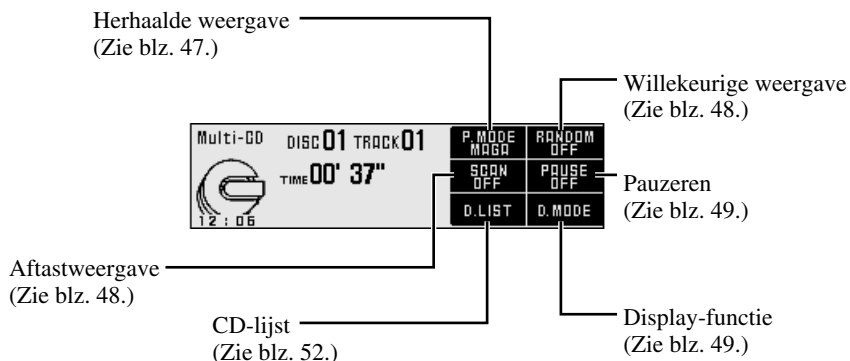 Herhaalde weergave
(Zie blz. 47.)
Willekeurige weergave
(Zie blz. 48.)
Multi-CD DISC 01 TRACK 01
TIME 00' 37"
12:06
P.MODE
MAGA
RANDOM
OFF
SCAN
OFF
PAUSE
OFF
D.LIST
D.MODE
Pauzeren
(Zie blz. 49.)
Aftastweergave
(Zie blz. 48.)
CD-lijst
(Zie blz. 52.)
Display-functie
(Zie blz. 49.)